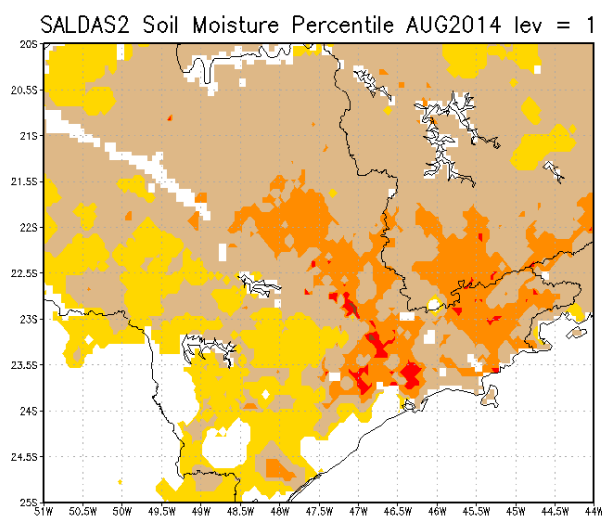 SALDAS2 Soil Moisture Percentile AUG2014 lev = 1
20S
20.5S
21S
21.5S
22S
22.5S
23S
23.5S
24S
24.5S
25S
51W 50.5W 50W 49.5W 49W 48.5W 48W 47.5W 47W 46.5W 46W 45.5W 45W 44.5W 44W